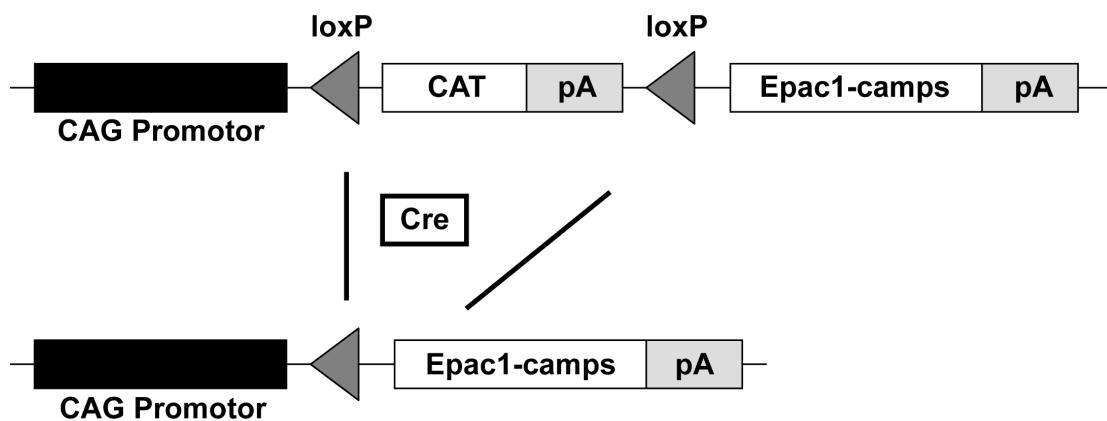 loxP loxP
CAT pA Epac1-camps pA
CAG Promotor
Cre
Epac1-camps pA
CAG Promotor